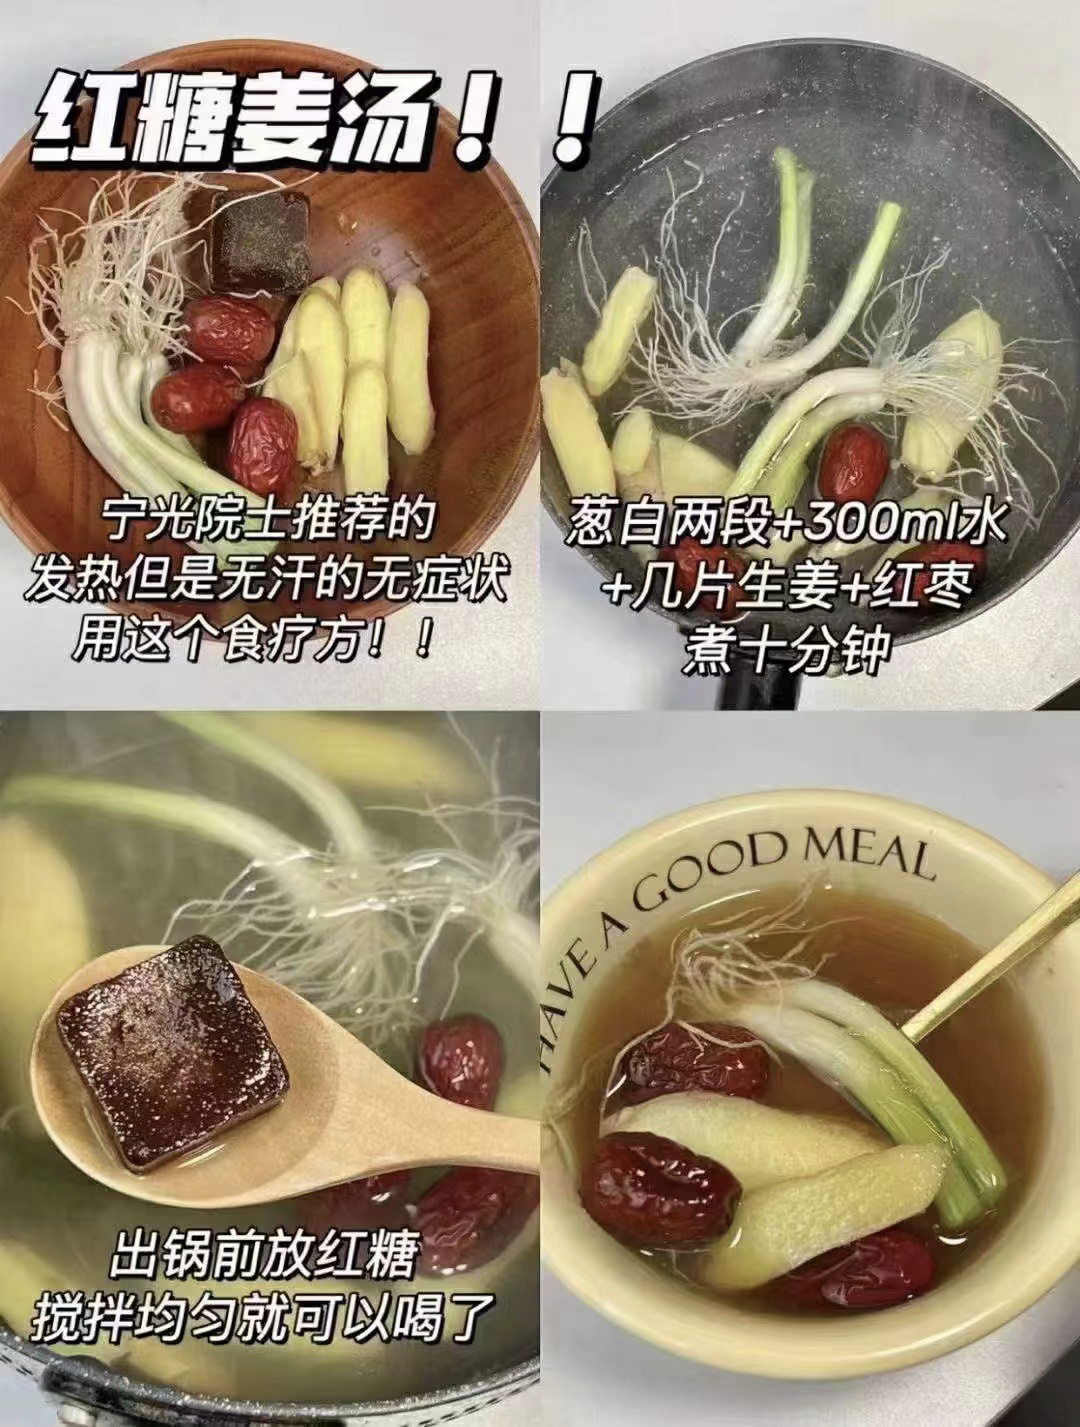 红糖姜汤！！
宁光院士推荐的
发热但是无汗的无症状
用这个食疗方！！
葱白两段+300ml水
+几片生姜+红枣
煮十分钟
出锅前放红糖
搅拌均匀就可以喝了
HAVE A GOOD MEAL